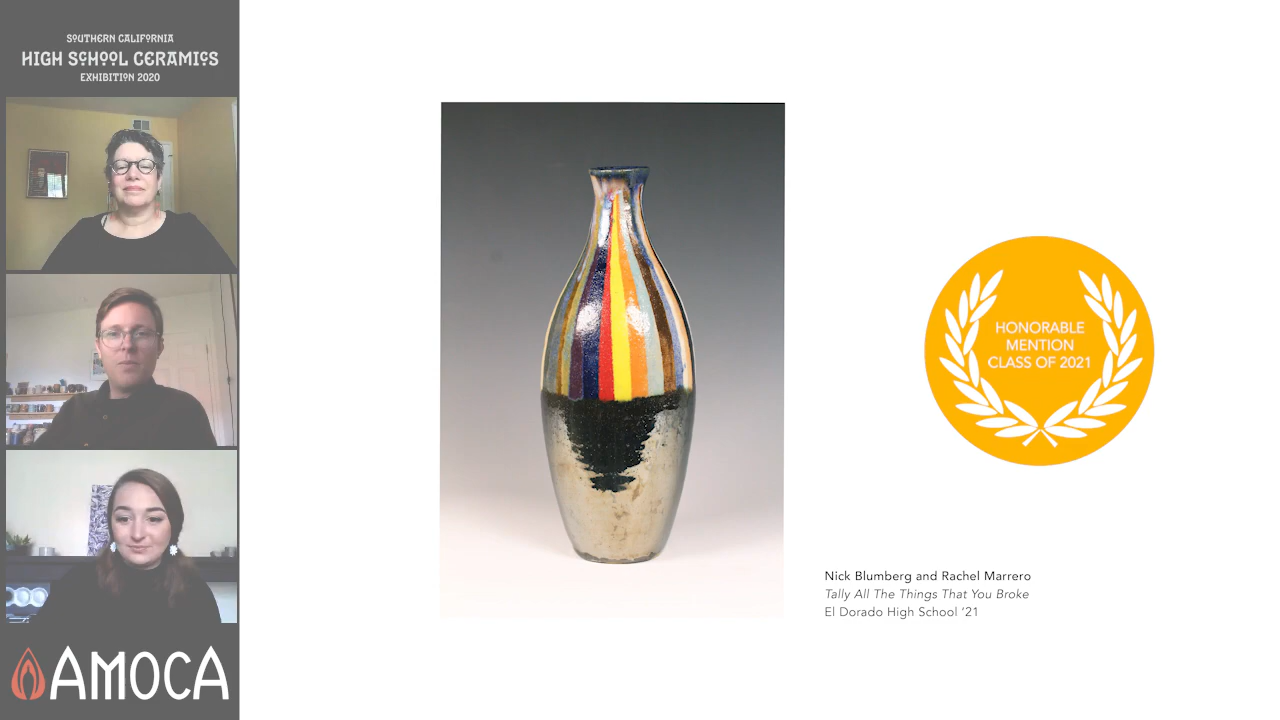 SOUTHERN CALIFORNIA
HIGH SCHOOL CERAMICS
EXHIBITION 2020
AMOCA
HONORABLE
MENTION
CLASS OF 2021
Nick Blumberg and Rachel Marrero
Tally All The Things That You Broke
El Dorado High School ‘21